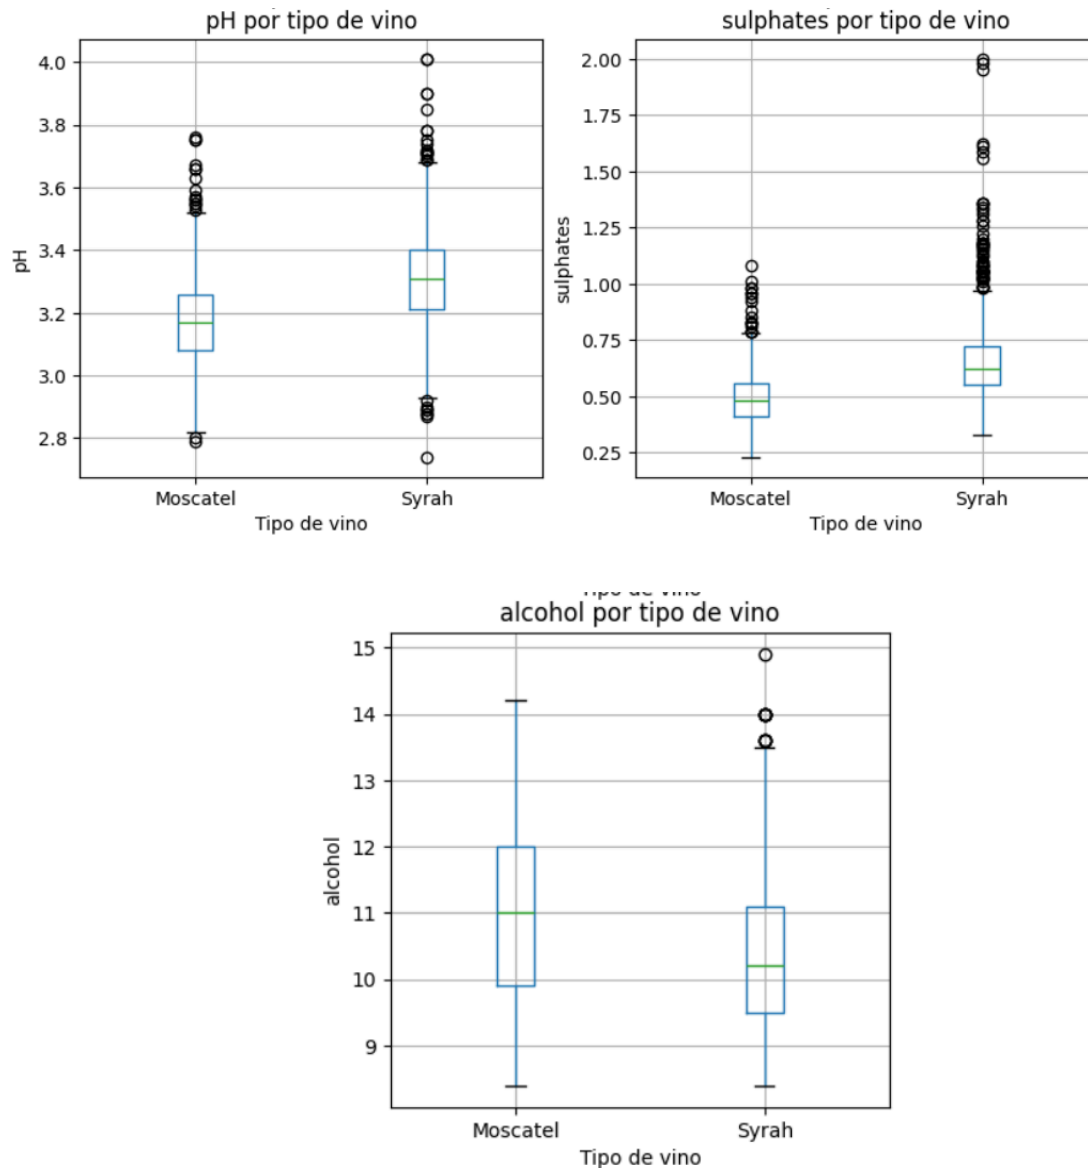 pH por tipo de vino
4.0
3.8
3.6
3.4
3.2
3.0
2.8
pH
Moscatel Syrah
Tipo de vino
sulphates por tipo de vino
2.00
1.75
1.50
1.25
1.00
0.75
0.50
0.25
sulphates
Moscatel Syrah
Tipo de vino
Tipo de vino
alcohol por tipo de vino
15
14
13
12
11
10
9
alcohol
Moscatel Syrah
Tipo de vino